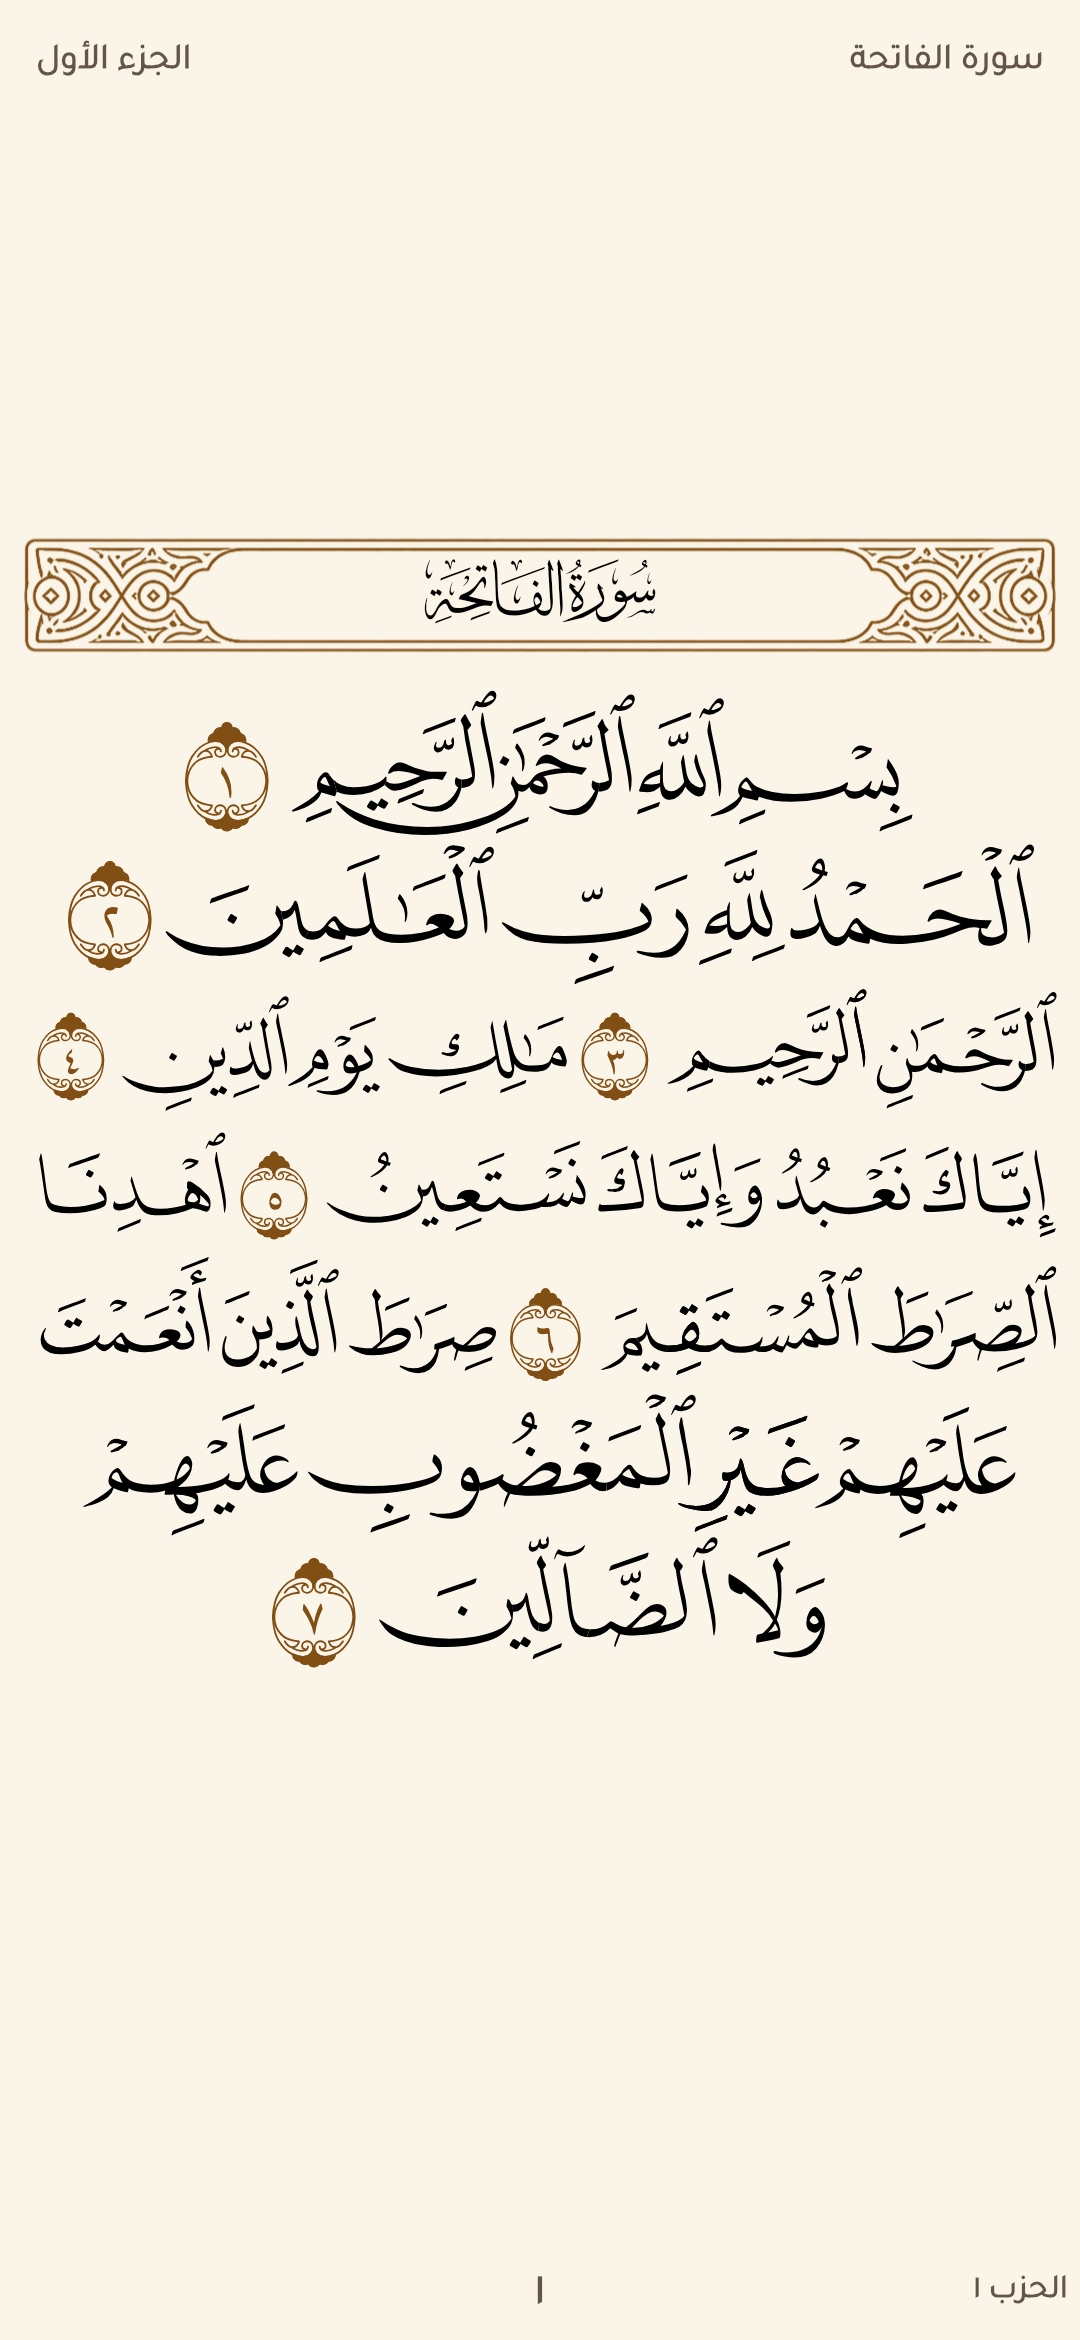 سورة الفاتحة
الجزء الأول
سُورَةُ الفَاتِحَةِ
بِسۡمِ ٱللَّهِ ٱلرَّحۡمَٰنِ ٱلرَّحِيمِ ١
ٱلۡحَمۡدُ لِلَّهِ رَبِّ ٱلۡعَٰلَمِينَ ٢
ٱلرَّحۡمَٰنِ ٱلرَّحِيمِ ٣ مَٰلِكِ يَوۡمِ ٱلدِّينِ ٤
إِيَّاكَ نَعۡبُدُ وَإِيَّاكَ نَسۡتَعِينُ ٥ ٱهۡدِنَا
ٱلصِّرَٰطَ ٱلۡمُسۡتَقِيمَ ٦ صِرَٰطَ ٱلَّذِينَ أَنۡعَمۡتَ
عَلَيۡهِمۡ غَيۡرِ ٱلۡمَغۡضُوبِ عَلَيۡهِمۡ
وَلَا ٱلضَّآلِّينَ ٧
الحزب ١
١